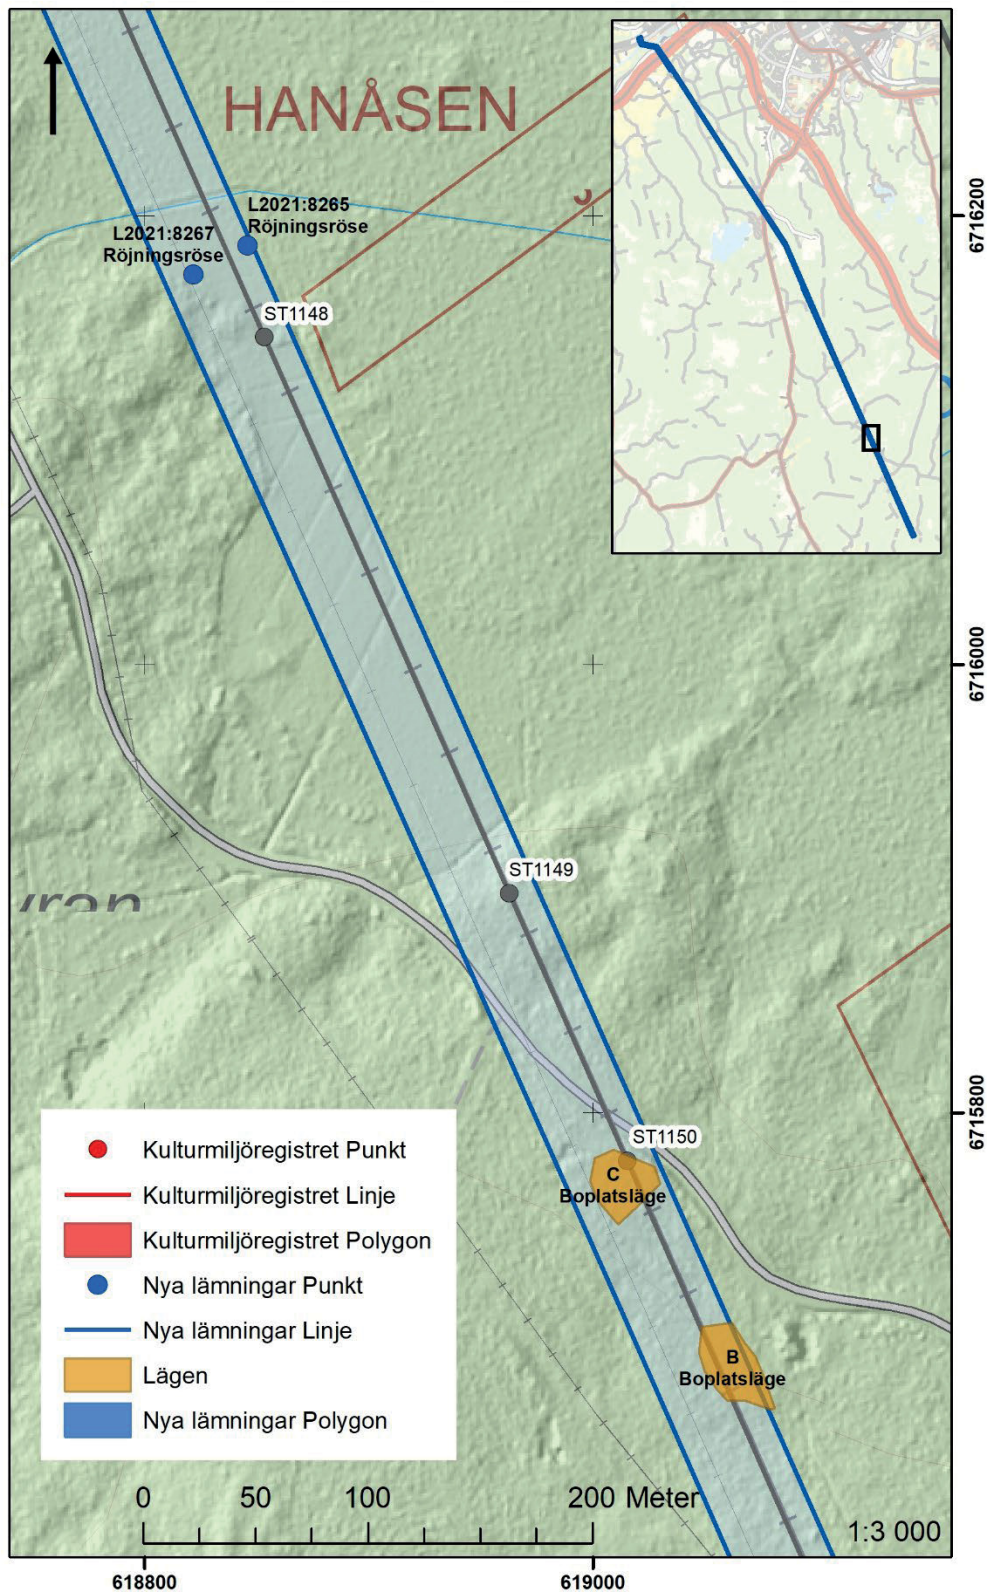 HANÅSEN
L2021:8265
Röjningsröse
L2021:8267
Röjningsröse
ST1148
ST1149
ST1150
C
Boplatsläge
B
Boplatsläge
Kulturmiljöregistret Punkt
Kulturmiljöregistret Linje
Kulturmiljöregistret Polygon
Nya lämningar Punkt
Nya lämningar Linje
Lägen
Nya lämningar Polygon
0 50 100 200 Meter
1:3 000
618800 619000
6716200
6716000
6715800